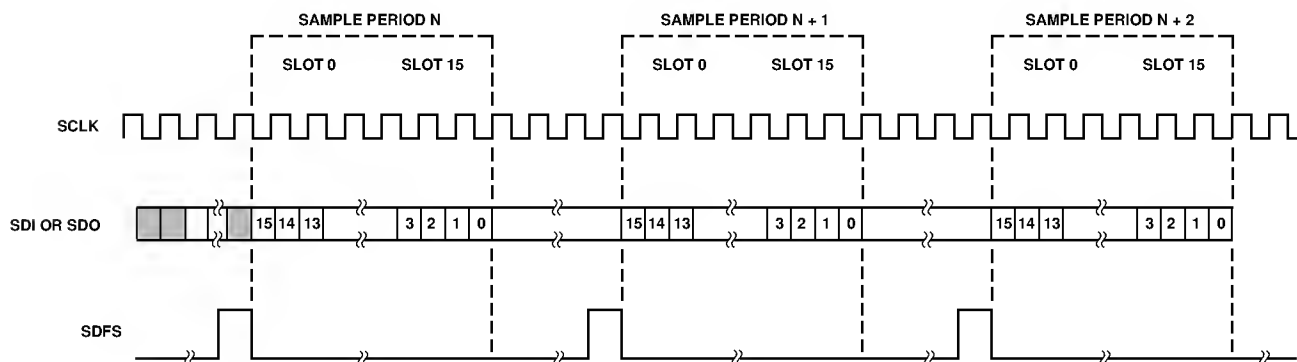 SAMPLE PERIOD N SAMPLE PERIOD N + 1 SAMPLE PERIOD N + 2
SLOT 0 SLOT 15 SLOT 0 SLOT 15 SLOT 0 SLOT 15
SCLK
SDI OR SDO 15 14 13 3 2 1 0 15 14 13 3 2 1 0 15 14 13 3 2 1 0
SDFS